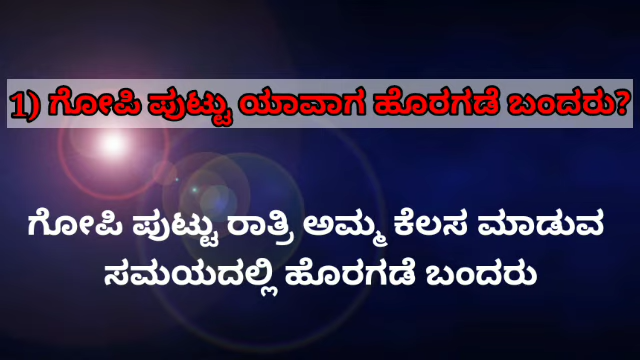 1) ಗೋಪಿ ಪುಟ್ಟು ಯಾವಾಗ ಹೊರಗಡೆ ಬಂದರು?
ಗೋಪಿ ಪುಟ್ಟು ರಾತ್ರಿ ಅಮ್ಮ ಕೆಲಸ ಮಾಡುವ
ಸಮಯದಲ್ಲಿ ಹೊರಗಡೆ ಬಂದರು